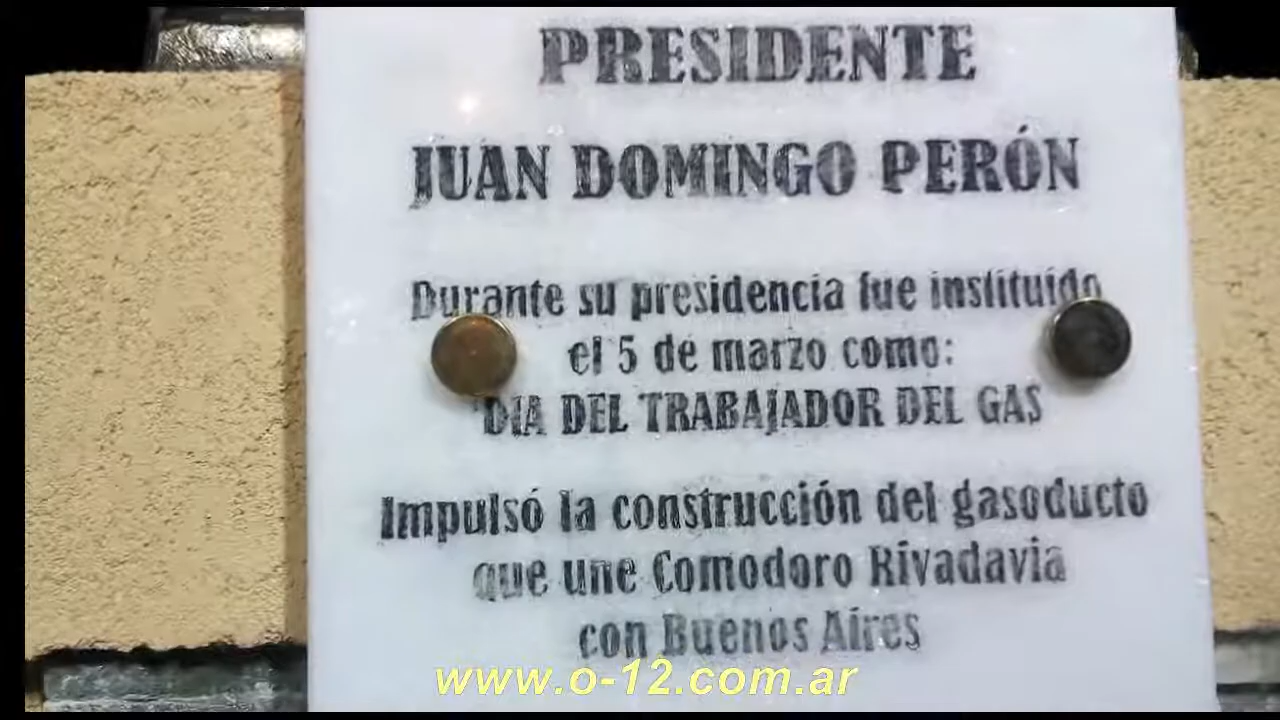 PRESIDENTE
JUAN DOMINGO PERÓN
Durante su presidencia fue instituído
el 5 de marzo como:
"DIA DEL TRABAJADOR DEL GAS
Impulsó la construcción del gasoducto
que une Comodoro Rivadavia
con Buenos Aires
www.o-12.com.ar